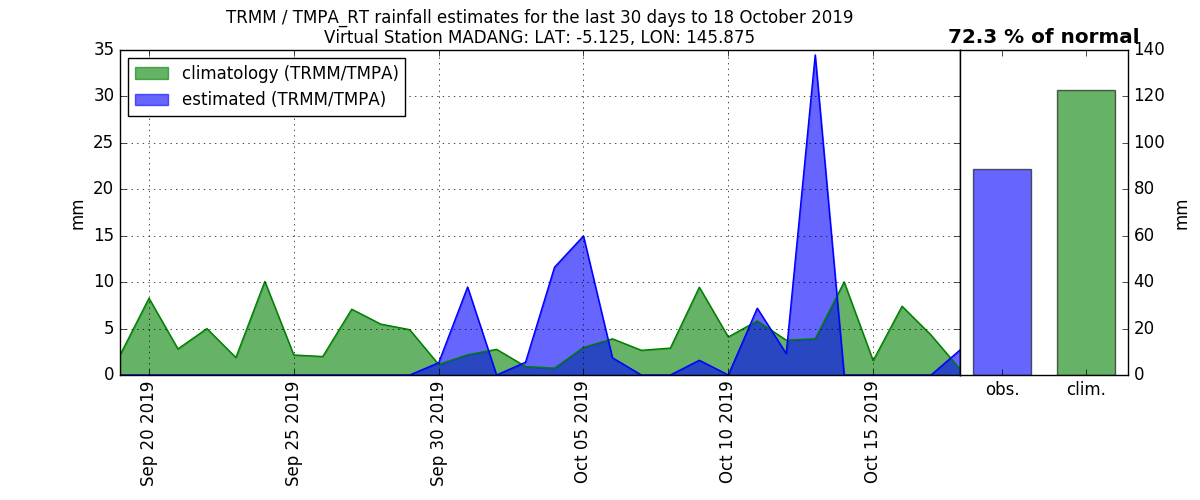 TRMM / TMPA_RT rainfall estimates for the last 30 days to 18 October 2019
Virtual Station MADANG: LAT: -5.125, LON: 145.875
72.3 % of normal
climatology (TRMM/TMPA)
estimated (TRMM/TMPA)
mm
35
30
25
20
15
10
5
0
Sep 20 2019
Sep 25 2019
Sep 30 2019
Oct 05 2019
Oct 10 2019
Oct 15 2019
obs.
clim.
140
120
100
80
60
40
20
0
mm